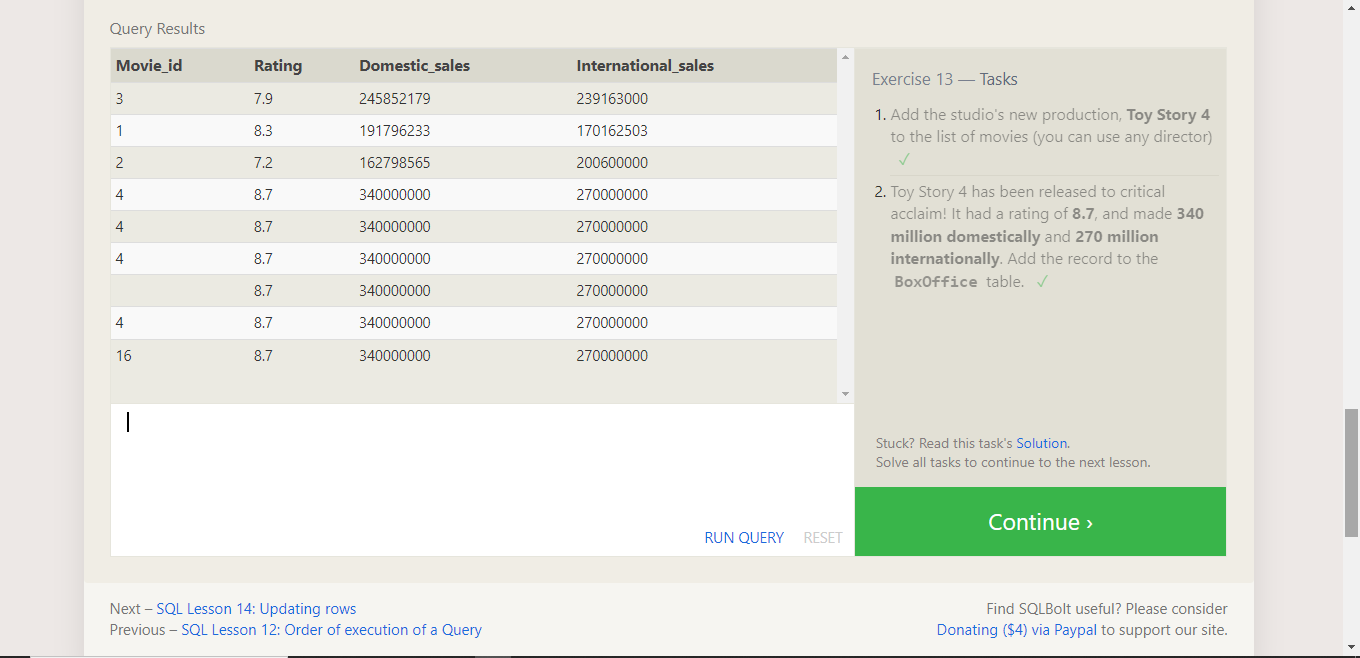 Query Results
Movie_id Rating Domestic_sales International_sales
3 7.9 245852179 239163000
1 8.3 191796233 170162503
2 7.2 162798565 200600000
4 8.7 340000000 270000000
4 8.7 340000000 270000000
4 8.7 340000000 270000000
8.7 340000000 270000000
4 8.7 340000000 270000000
16 8.7 340000000 270000000
RUN QUERY RESET
Exercise 13 — Tasks
1. Add the studio's new production, Toy Story 4
to the list of movies (you can use any director)
✓
2. Toy Story 4 has been released to critical
acclaim! It had a rating of 8.7, and made 340
million domestically and 270 million
internationally. Add the record to the
BoxOffice table. ✓
Stuck? Read this task's Solution.
Solve all tasks to continue to the next lesson.
Continue ›
Next – SQL Lesson 14: Updating rows
Previous – SQL Lesson 12: Order of execution of a Query
Find SQLBolt useful? Please consider
Donating ($4) via Paypal to support our site.